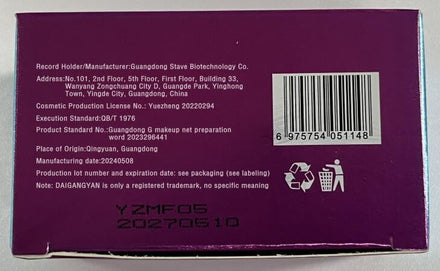 Record Holder/Manufacturer:Guangdong Stave Biotechnology Co.
Address:No.101, 2nd Floor, 5th Floor, First Floor, Building 33,
Wanyang Zongchuang City D, Guangde Park, Yinghong
Town, Yingde City, Guangdong, China
Cosmetic Production License No.: Yuezheng 20220294
Execution Standard:QB/T 1976
Product Standard No.:Guangdong G makeup net preparation
word 2023296441
Place of Origin:Qingyuan, Guangdong
Manufacturing date:20240508
Production lot number and expiration date: see packaging (see labeling)
Note: DAIGANGYAN is only a registered trademark, no specific meaning
6 975754 051148
YZMF05
20270510